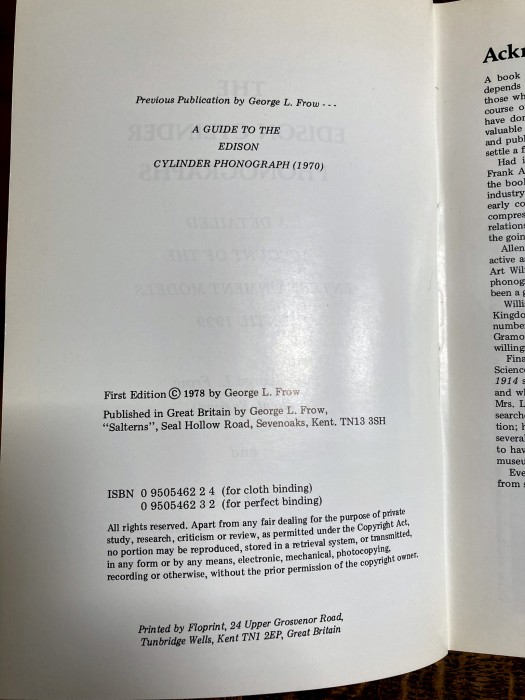 Previous Publication by George L. Frow - - -
A GUIDE TO THE
EDISON
CYLINDER PHONOGRAPH (1970)
First Edition © 1978 by George L. Frow
Published in Great Britain by George L. Frow,
"Salterns", Seal Hollow Road, Sevenoaks, Kent. TN13 3SH
ISBN 0 9505462 2 4 (for cloth binding)
0 9505462 3 2 (for perfect binding)
All rights reserved. Apart from any fair dealing for the purpose of private
study, research, criticism or review, as permitted under the Copyright Act,
no portion may be reproduced, stored in a retrieval system, or transmitted,
in any form or by any means, electronic, mechanical, photocopying,
recording or otherwise, without the prior permission of the copyright owner.
Printed by Floprint, 24 Upper Grosvenor Road,
Tunbridge Wells, Kent TN1 2EP, Great Britain
A book
depends
those wh
course o
have don
valuable
and publ
settle a f
Had i
Frank A
the boo
industry
early co
compres
relation
the goin
Allen
active a
Art Wil
phonog
been a g
Willi
Kingdo
numbe
Gramo
willing
Fina
Scienc
1914 s
and wh
Mrs. L
search
tion; h
severa
to hav
museu
Eve
from s